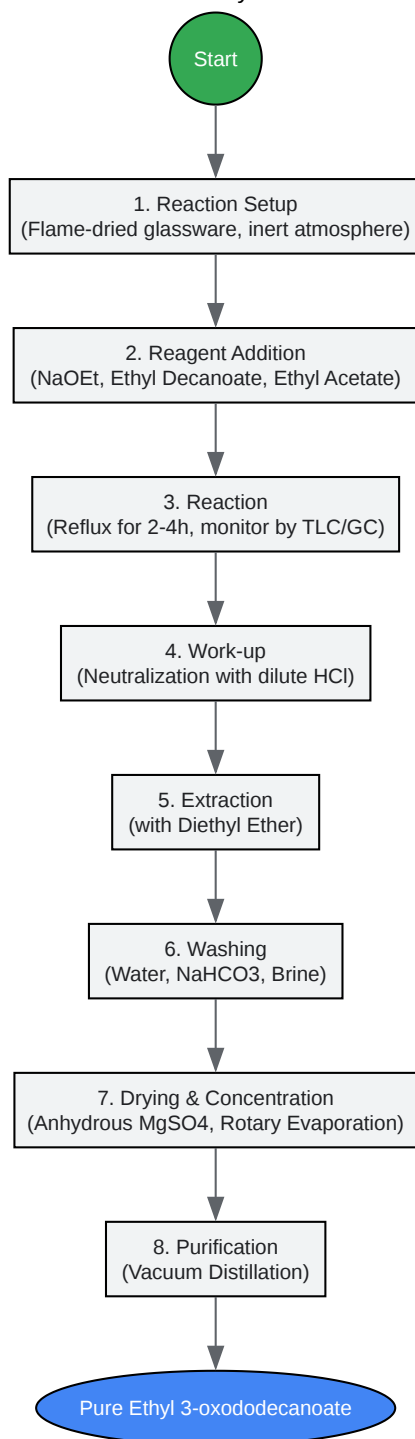 Start
1. Reaction Setup
(Flame-dried glassware, inert atmosphere)
2. Reagent Addition
(NaOEt, Ethyl Decanoate, Ethyl Acetate)
3. Reaction
(Reflux for 2-4h, monitor by TLC/GC)
4. Work-up
(Neutralization with dilute HCl)
5. Extraction
(with Diethyl Ether)
6. Washing
(Water, NaHCO3, Brine)
7. Drying & Concentration
(Anhydrous MgSO4, Rotary Evaporation)
8. Purification
(Vacuum Distillation)
Pure Ethyl 3-oxododecanoate